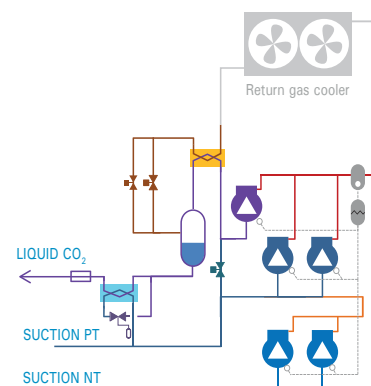 Return gas cooler
LIQUID CO₂
SUCTION PT
SUCTION NT